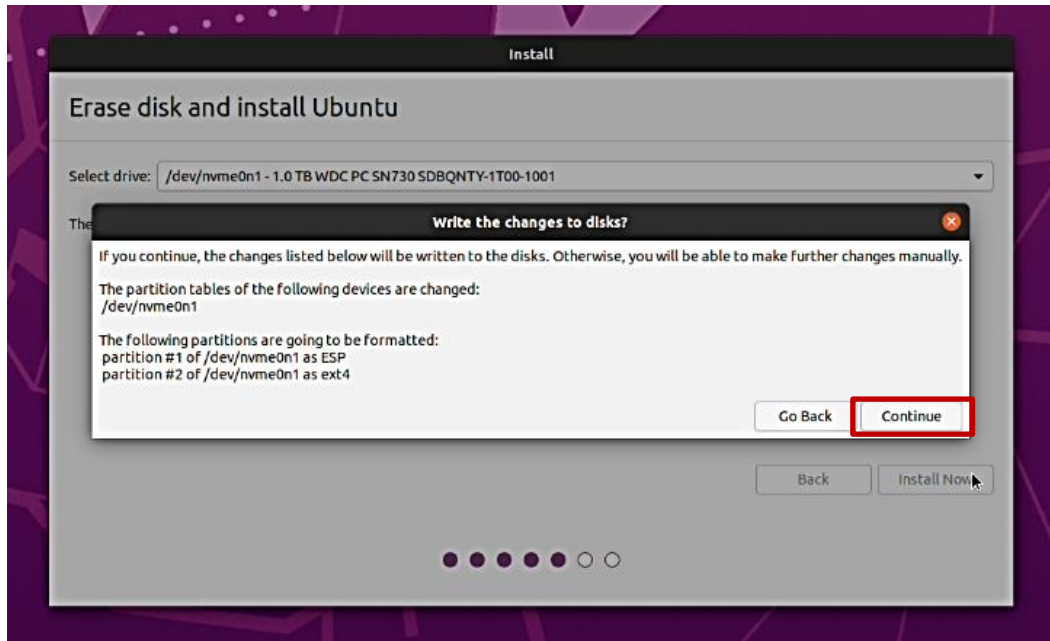 Install
Erase disk and install Ubuntu
Select drive: /dev/nvme0n1 - 1.0 TB WDC PC SN730 SDBQNTY-1T00-1001
The
Write the changes to disks?
If you continue, the changes listed below will be written to the disks. Otherwise, you will be able to make further changes manually.
The partition tables of the following devices are changed:
/dev/nvme0n1
The following partitions are going to be formatted:
partition #1 of /dev/nvme0n1 as ESP
partition #2 of /dev/nvme0n1 as ext4
Go Back Continue
Back Install Now